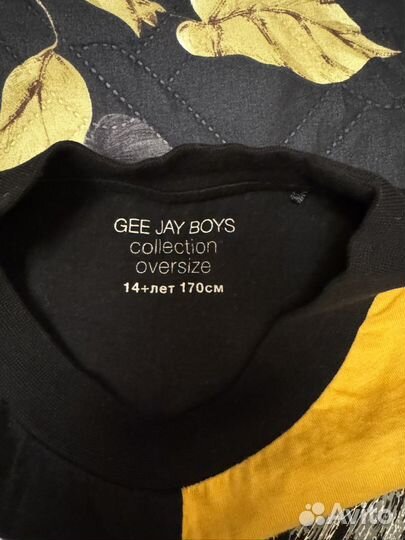 GEE JAY BOYS
collection
oversize
14+лет 170см
Avito